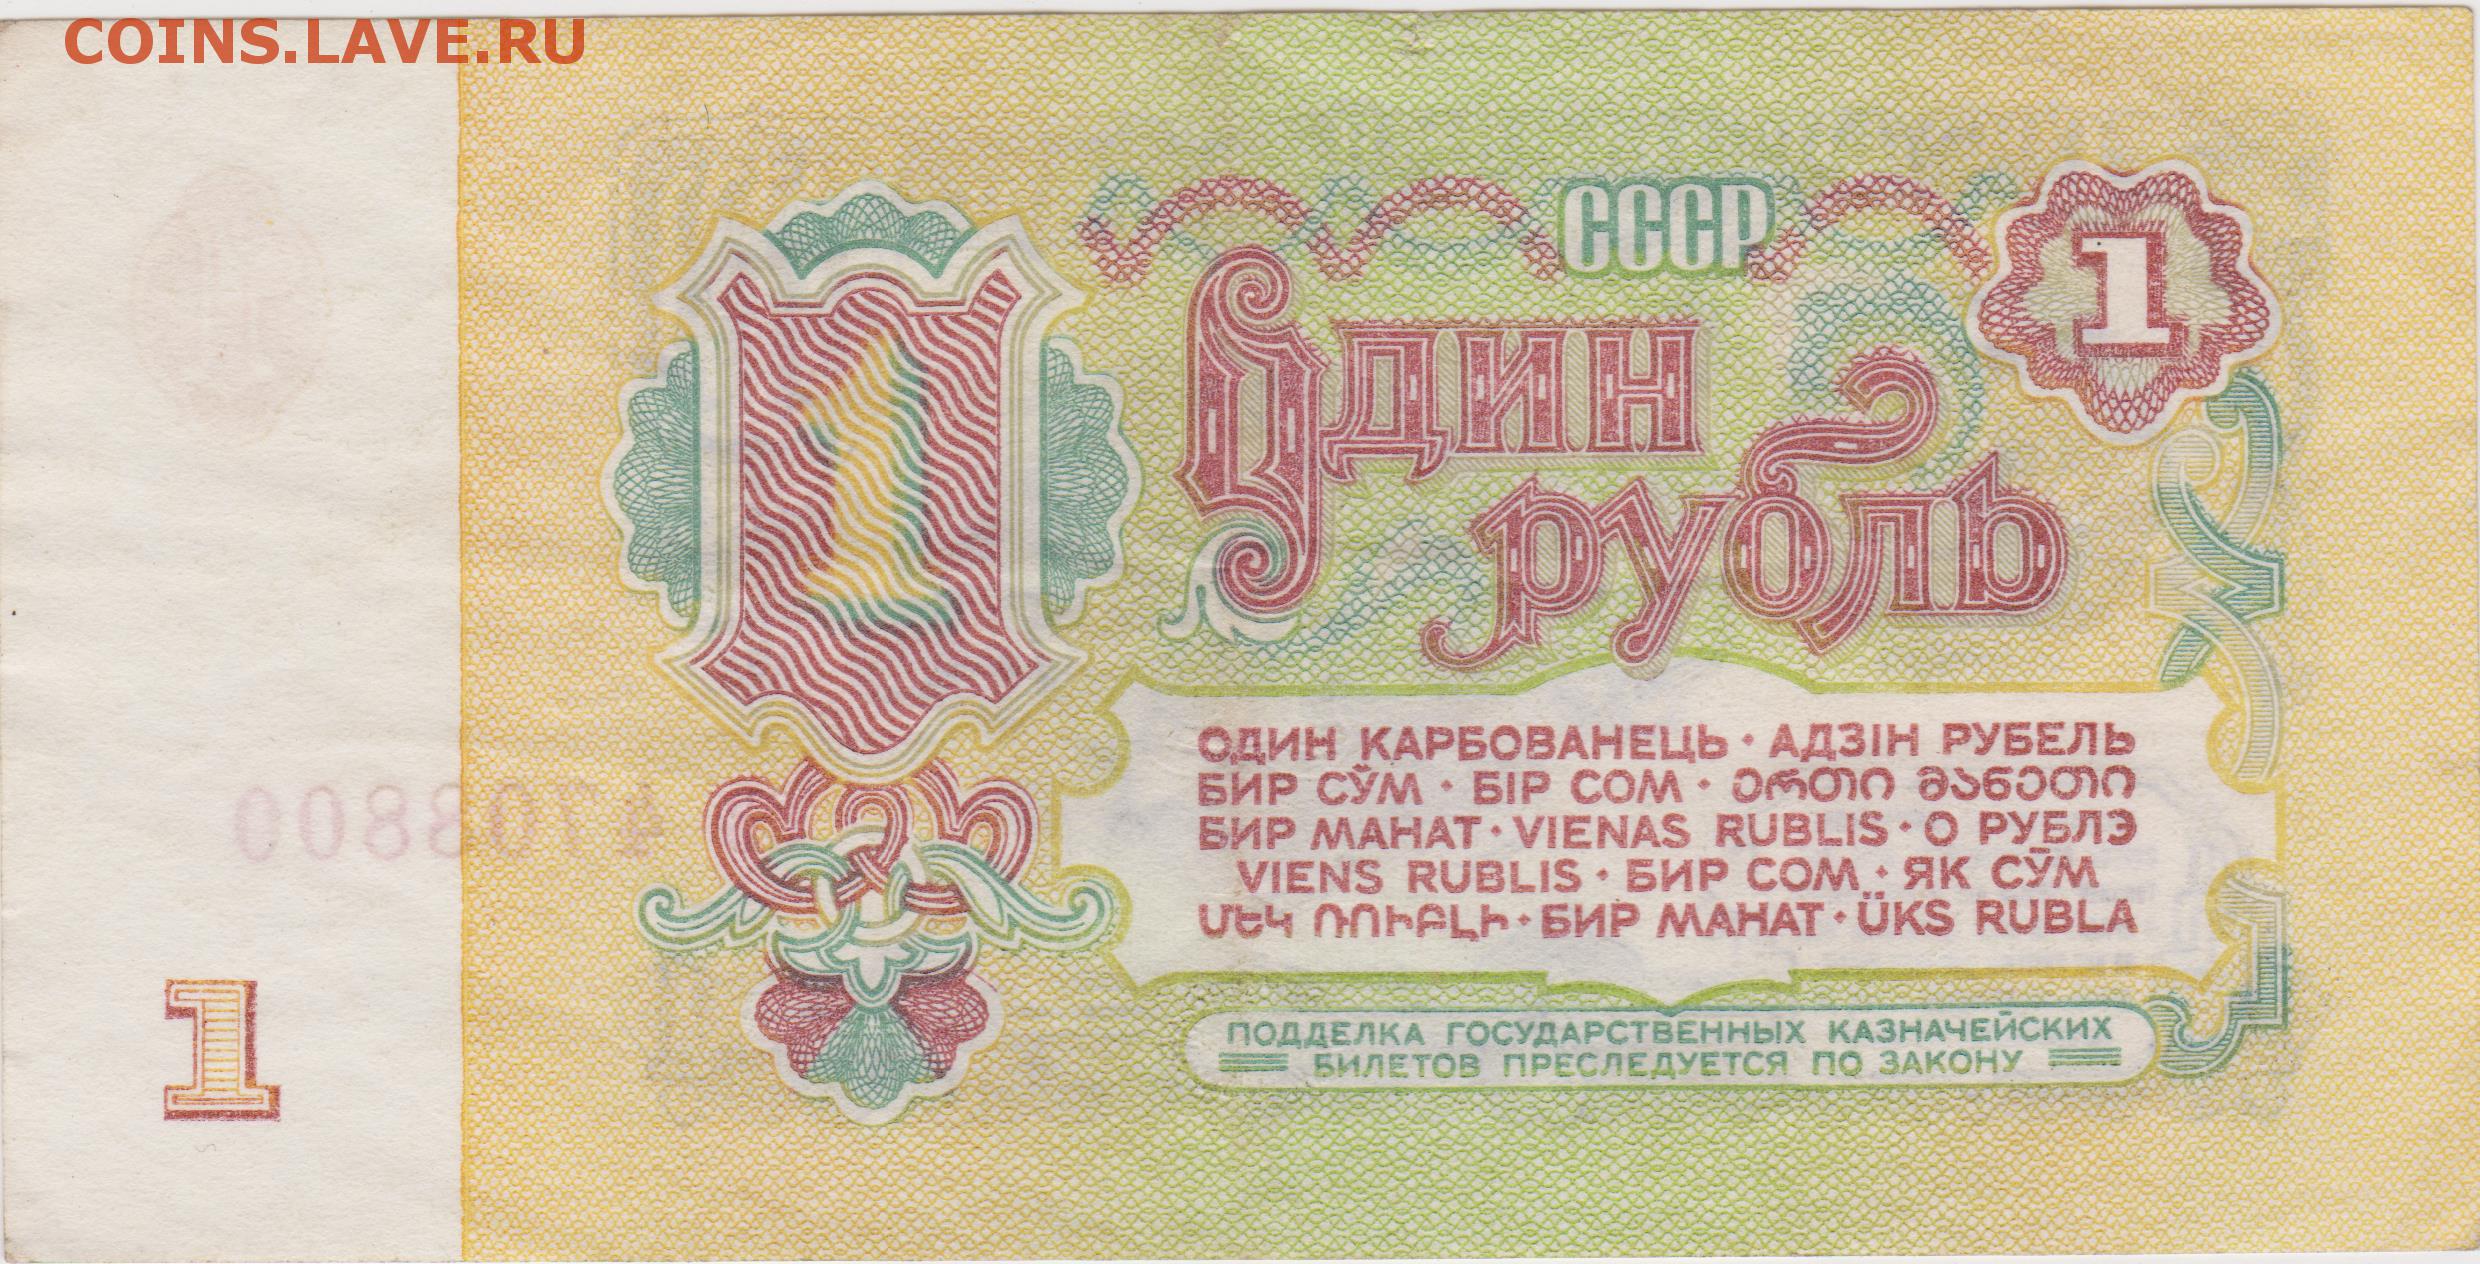 COINS.LAVE.RU
СССР
1
Один
рубль
ОДИН КАРБОВАНЕЦЬ · АДЗІН РУБЕЛЬ
БИР СЎМ · БІР СОМ · ერთი მანეთი
БИР МАНАТ · VIENAS RUBLIS · О РУБЛЭ
VIENS RUBLIS · БИР СОМ · ЯК СӮМ
ՄԵԿ ՌՈՒԲԼԻ · БИР МАНАТ · ÜKS RUBLA
1
ПОДДЕЛКА ГОСУДАРСТВЕННЫХ КАЗНАЧЕЙСКИХ
БИЛЕТОВ ПРЕСЛЕДУЕТСЯ ПО ЗАКОНУ
1